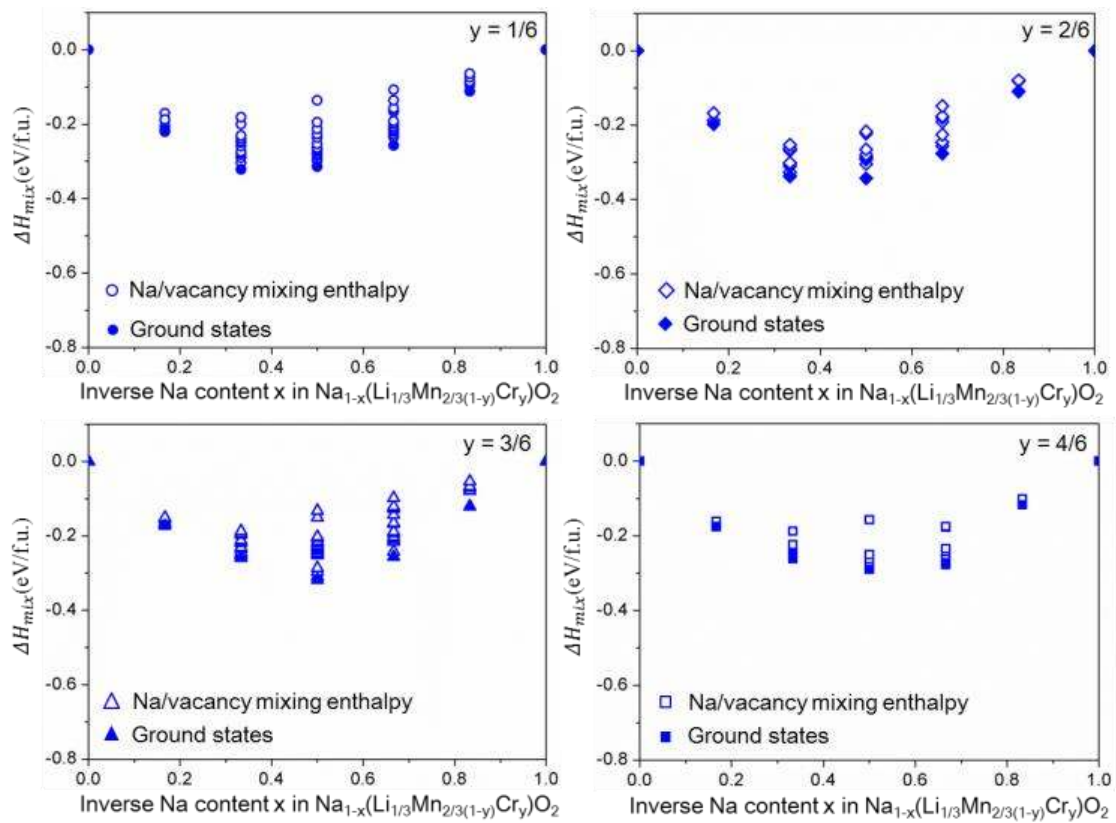 y = 1/6
0.0
-0.2
-0.4
-0.6
-0.8
ΔH_mix(eV/f.u.)
Na/vacancy mixing enthalpy
Ground states
0.0 0.2 0.4 0.6 0.8 1.0
Inverse Na content x in Na1-x(Li1/3Mn2/3(1-y)Cry)O2
y = 2/6
0.0
-0.2
-0.4
-0.6
-0.8
ΔH_mix(eV/f.u.)
Na/vacancy mixing enthalpy
Ground states
0.0 0.2 0.4 0.6 0.8 1.0
Inverse Na content x in Na1-x(Li1/3Mn2/3(1-y)Cry)O2
y = 3/6
0.0
-0.2
-0.4
-0.6
-0.8
ΔH_mix(eV/f.u.)
Na/vacancy mixing enthalpy
Ground states
0.0 0.2 0.4 0.6 0.8 1.0
Inverse Na content x in Na1-x(Li1/3Mn2/3(1-y)Cry)O2
y = 4/6
0.0
-0.2
-0.4
-0.6
-0.8
ΔH_mix(eV/f.u.)
Na/vacancy mixing enthalpy
Ground states
0.0 0.2 0.4 0.6 0.8 1.0
Inverse Na content x in Na1-x(Li1/3Mn2/3(1-y)Cry)O2